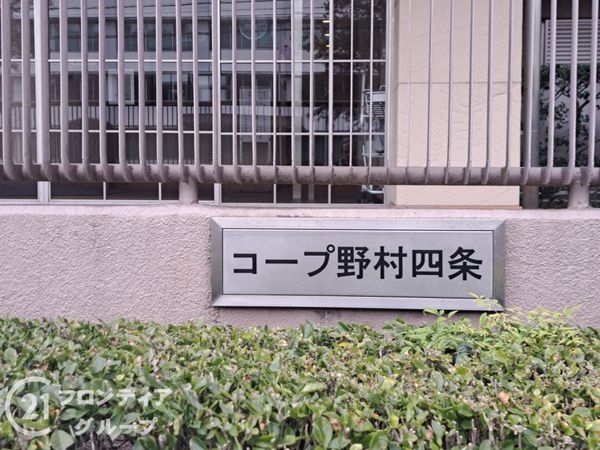 コープ野村四条
21 フロンティア
グループ